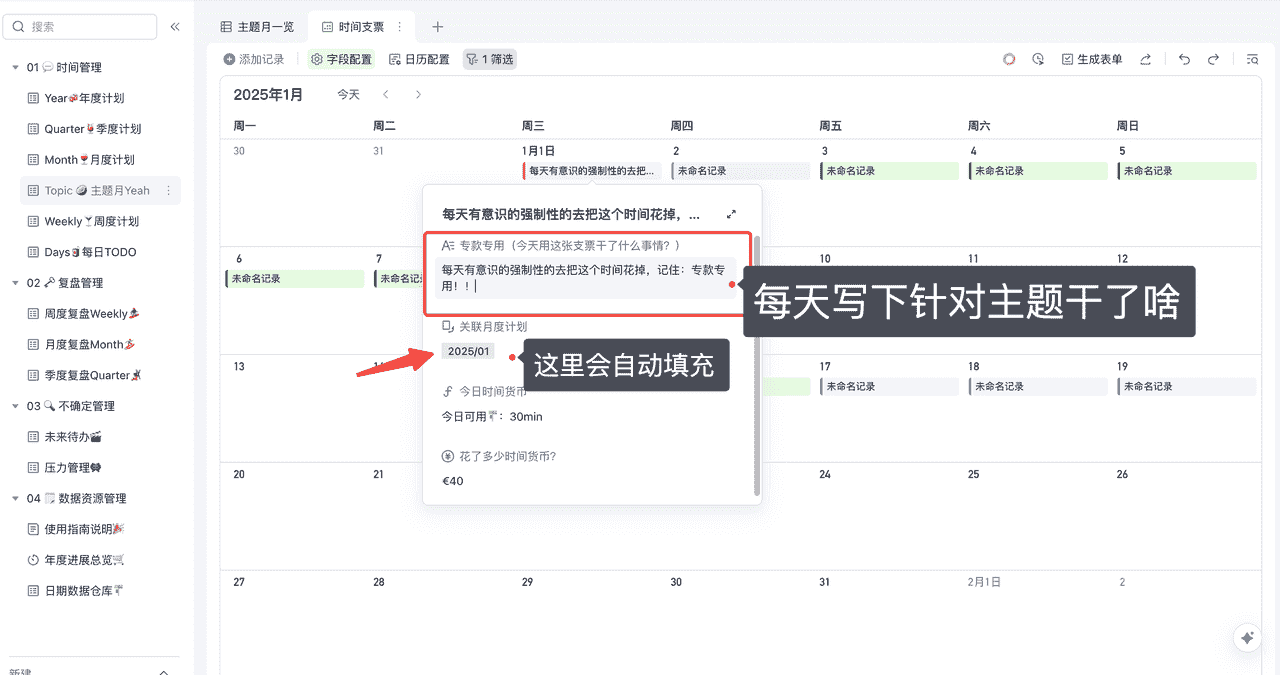 搜索
01 时间管理
Year 年度计划
Quarter 季度计划
Month 月度计划
Topic 主题月Yeah
Weekly 周度计划
Days 每日TODO
02 复盘管理
周度复盘Weekly
月度复盘Month
季度复盘Quarter
03 不确定管理
未来待办
压力管理
04 数据资源管理
使用指南说明
年度进展总览
日期数据仓库
新建
主题月一览
时间支票
添加记录
字段配置
日历配置
1 筛选
生成表单
2025年1月
今天
周一 周二 周三 周四 周五 周六 周日
30 31 1月1日 2 3 4 5
每天有意识的强制性的去把...
未命名记录
未命名记录
未命名记录
未命名记录
每天有意识的强制性的去把这个时间花掉，...
A 专款专用（今天用这张支票干了什么事情？）
每天有意识的强制性的去把这个时间花掉，记住：专款专
用！！
每天写下针对主题干了啥
关联月度计划
2025/01
这里会自动填充
今日时间货币
今日可用：30min
花了多少时间货币?
€40
6 7 10 11 12
未命名记录
未命名记
13 17 18 19
未命名记录
未命名记录
未命名记录
20 21 24 25 26
27 28 29 30 31 2月1日 2